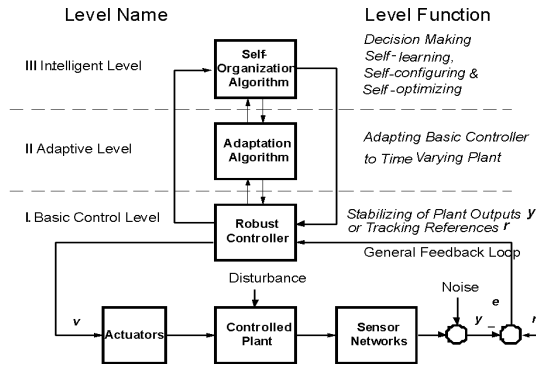 Level Name
Level Function
III Intelligent Level
Self-
Organization
Algorithm
Decision Making
Self-learning,
Self-configuring &
Self-optimizing
II Adaptive Level
Adaptation
Algorithm
Adapting Basic Controller
to Time Varying Plant
I. Basic Control Level
Robust
Controller
Stabilizing of Plant Outputs y
or Tracking References r
General Feedback Loop
Disturbance
Noise
v
Actuators
Controlled
Plant
Sensor
Networks
y
_
e
r